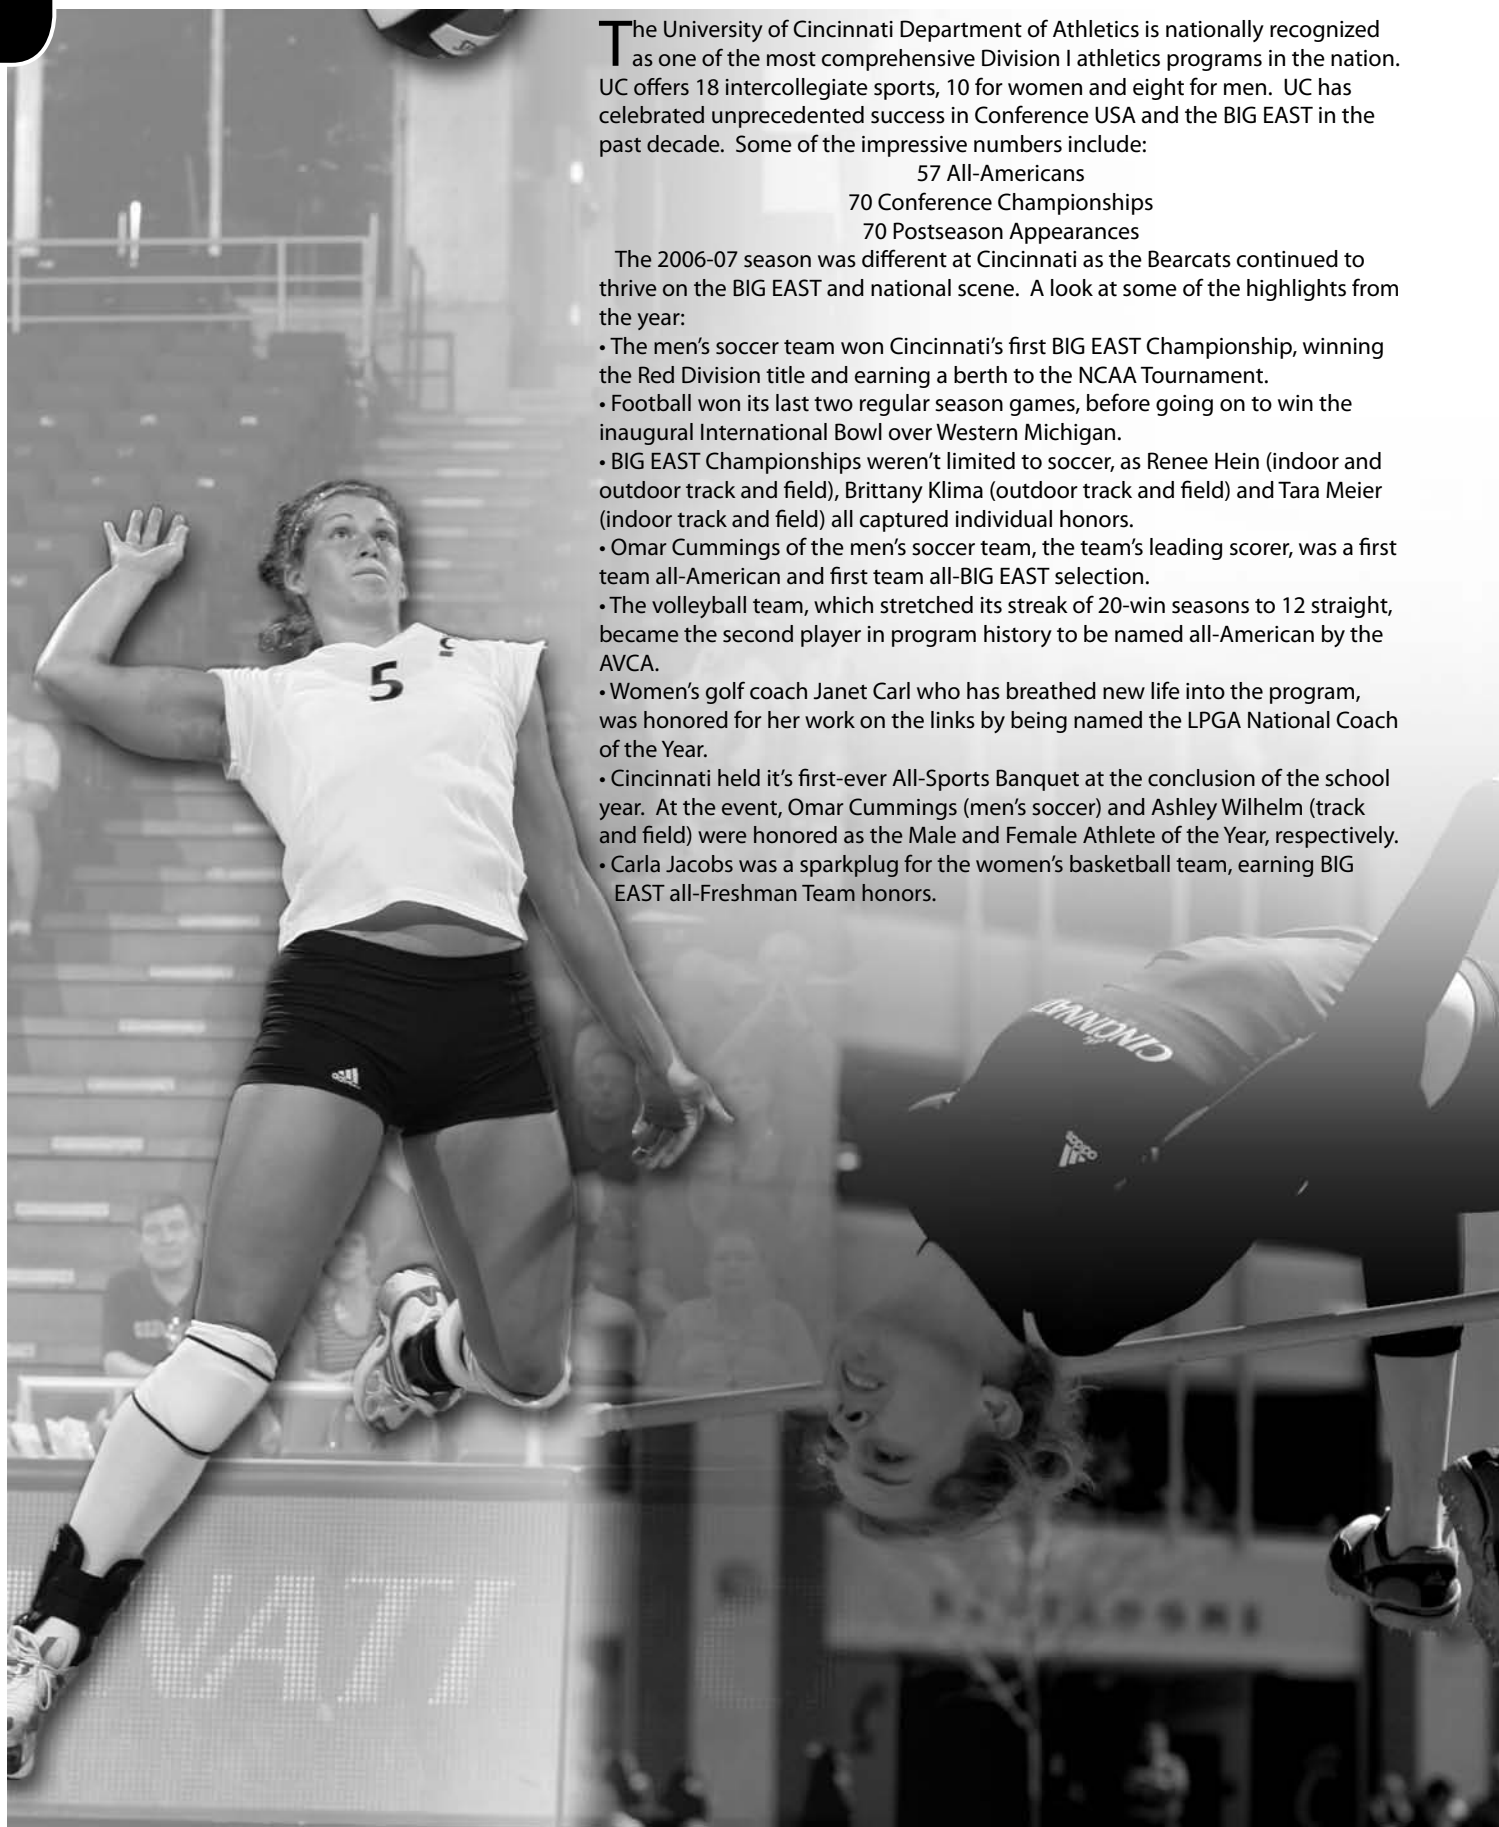 The University of Cincinnati Department of Athletics is nationally recognized
as one of the most comprehensive Division I athletics programs in the nation.
UC offers 18 intercollegiate sports, 10 for women and eight for men.  UC has
celebrated unprecedented success in Conference USA and the BIG EAST in the
past decade.  Some of the impressive numbers include:
57 All-Americans
70 Conference Championships
70 Postseason Appearances
The 2006-07 season was different at Cincinnati as the Bearcats continued to
thrive on the BIG EAST and national scene.  A look at some of the highlights from
the year:
• The men's soccer team won Cincinnati's first BIG EAST Championship, winning
the Red Division title and earning a berth to the NCAA Tournament.
• Football won its last two regular season games, before going on to win the
inaugural International Bowl over Western Michigan.
• BIG EAST Championships weren't limited to soccer, as Renee Hein (indoor and
outdoor track and field), Brittany Klima (outdoor track and field) and Tara Meier
(indoor track and field) all captured individual honors.
• Omar Cummings of the men's soccer team, the team's leading scorer, was a first
team all-American and first team all-BIG EAST selection.
• The volleyball team, which stretched its streak of 20-win seasons to 12 straight,
became the second player in program history to be named all-American by the
AVCA.
• Women's golf coach Janet Carl who has breathed new life into the program,
was honored for her work on the links by being named the LPGA National Coach
of the Year.
• Cincinnati held it's first-ever All-Sports Banquet at the conclusion of the school
year.  At the event, Omar Cummings (men's soccer) and Ashley Wilhelm (track
and field) were honored as the Male and Female Athlete of the Year, respectively.
• Carla Jacobs was a sparkplug for the women's basketball team, earning BIG
EAST all-Freshman Team honors.
5
CINCINNATI
adidas
adidas
NATI